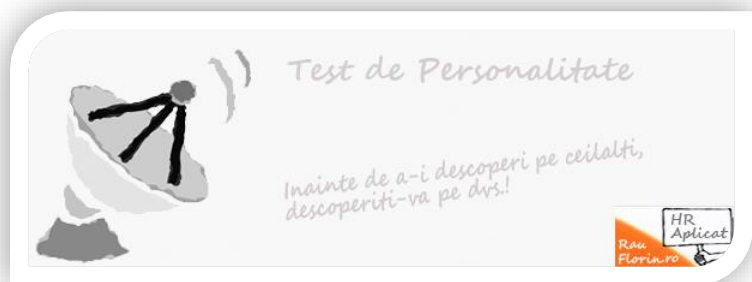 Test de Personalitate
Inainte de a-i descoperi pe ceilalti,
descoperiti-va pe dvs.!
HR
Aplicat
Rau
Florin.ro